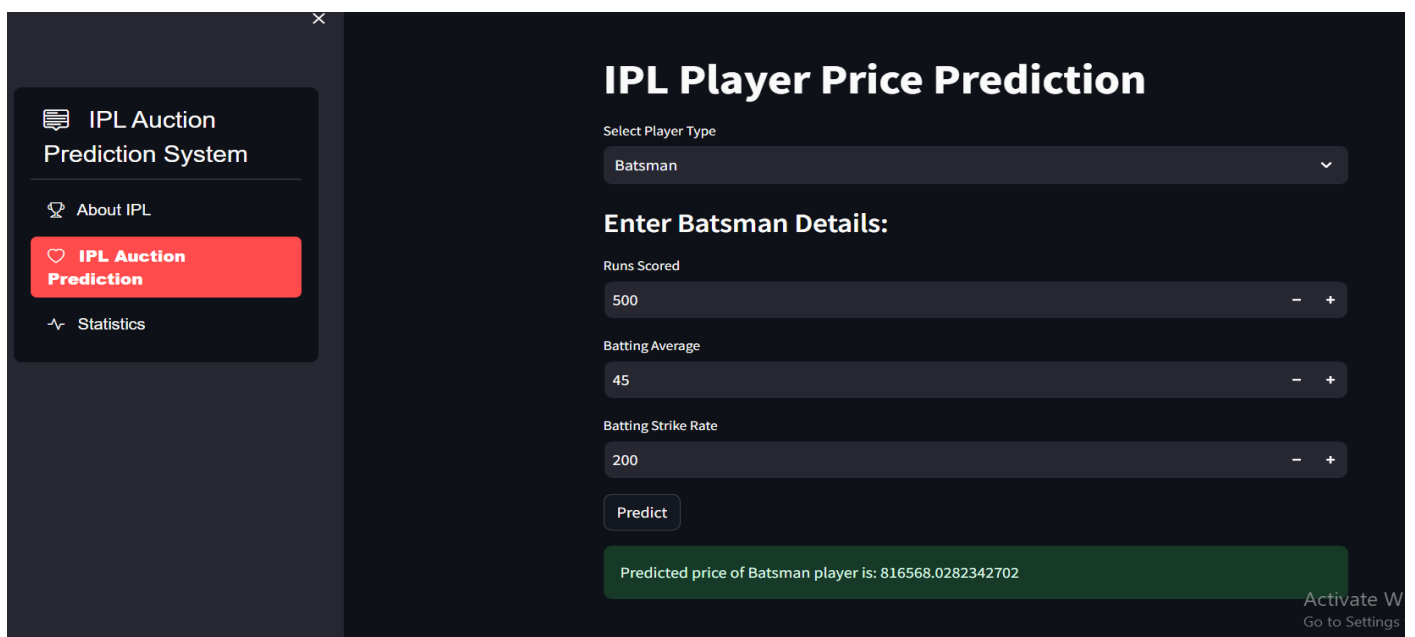 IPL Auction
Prediction System
About IPL
IPL Auction
Prediction
Statistics
IPL Player Price Prediction
Select Player Type
Batsman
Enter Batsman Details:
Runs Scored
500
Batting Average
45
Batting Strike Rate
200
Predict
Predicted price of Batsman player is: 816568.0282342702
Activate W
Go to Settings